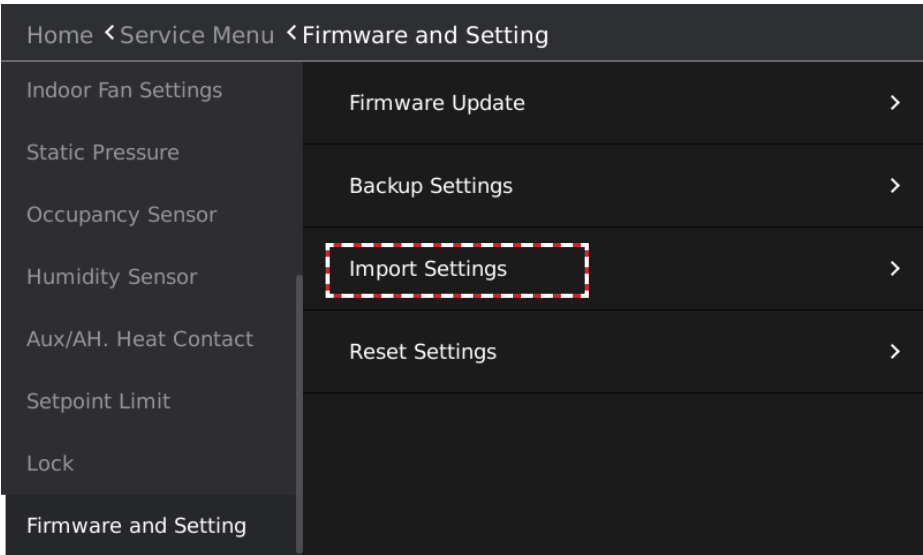 Home < Service Menu < Firmware and Setting
Indoor Fan Settings
Static Pressure
Occupancy Sensor
Humidity Sensor
Aux/AH. Heat Contact
Setpoint Limit
Lock
Firmware and Setting
Firmware Update >
Backup Settings >
Import Settings >
Reset Settings >